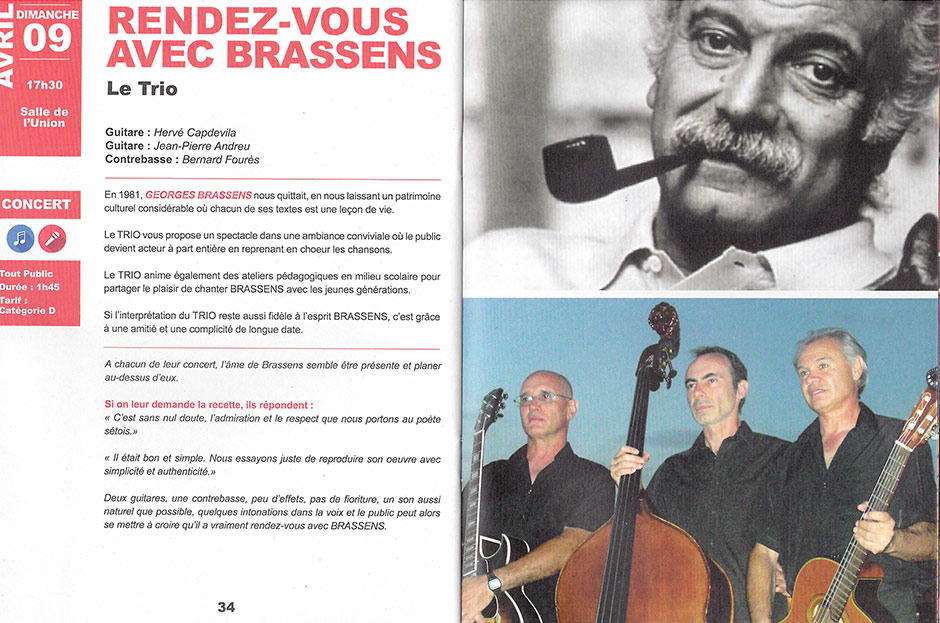 AVRIL
DIMANCHE
09
17h30
Salle de
l'Union
CONCERT
Tout Public
Durée : 1h45
Tarif :
Catégorie D
RENDEZ-VOUS
AVEC BRASSENS
Le Trio
Guitare : Hervé Capdevila
Guitare : Jean-Pierre Andreu
Contrebasse : Bernard Fourès
En 1981, GEORGES BRASSENS nous quittait, en nous laissant un patrimoine
culturel considérable où chacun de ses textes est une leçon de vie.
Le TRIO vous propose un spectacle dans une ambiance conviviale où le public
devient acteur à part entière en reprenant en choeur les chansons.
Le TRIO anime également des ateliers pédagogiques en milieu scolaire pour
partager le plaisir de chanter BRASSENS avec les jeunes générations.
Si l'interprétation du TRIO reste aussi fidèle à l'esprit BRASSENS, c'est grâce
à une amitié et une complicité de longue date.
A chacun de leur concert, l'âme de Brassens semble être présente et planer
au-dessus d'eux.
Si on leur demande la recette, ils répondent :
« C'est sans nul doute, l'admiration et le respect que nous portons au poète
sétois.»
« Il était bon et simple. Nous essayons juste de reproduire son oeuvre avec
simplicité et authenticité.»
Deux guitares, une contrebasse, peu d'effets, pas de fioriture, un son aussi
naturel que possible, quelques intonations dans la voix et le public peut alors
se mettre à croire qu'il a vraiment rendez-vous avec BRASSENS.
34